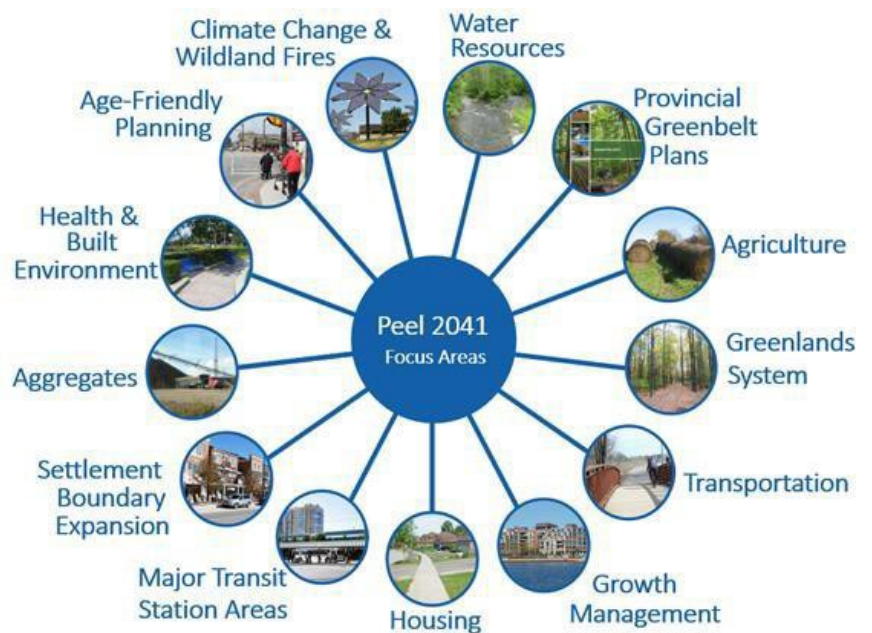 Climate Change &
Wildland Fires
Water
Resources
Provincial
Greenbelt
Plans
Agriculture
Greenlands
System
Transportation
Growth
Management
Housing
Major Transit
Station Areas
Settlement
Boundary
Expansion
Aggregates
Health &
Built
Environment
Age-Friendly
Planning
Peel 2041
Focus Areas